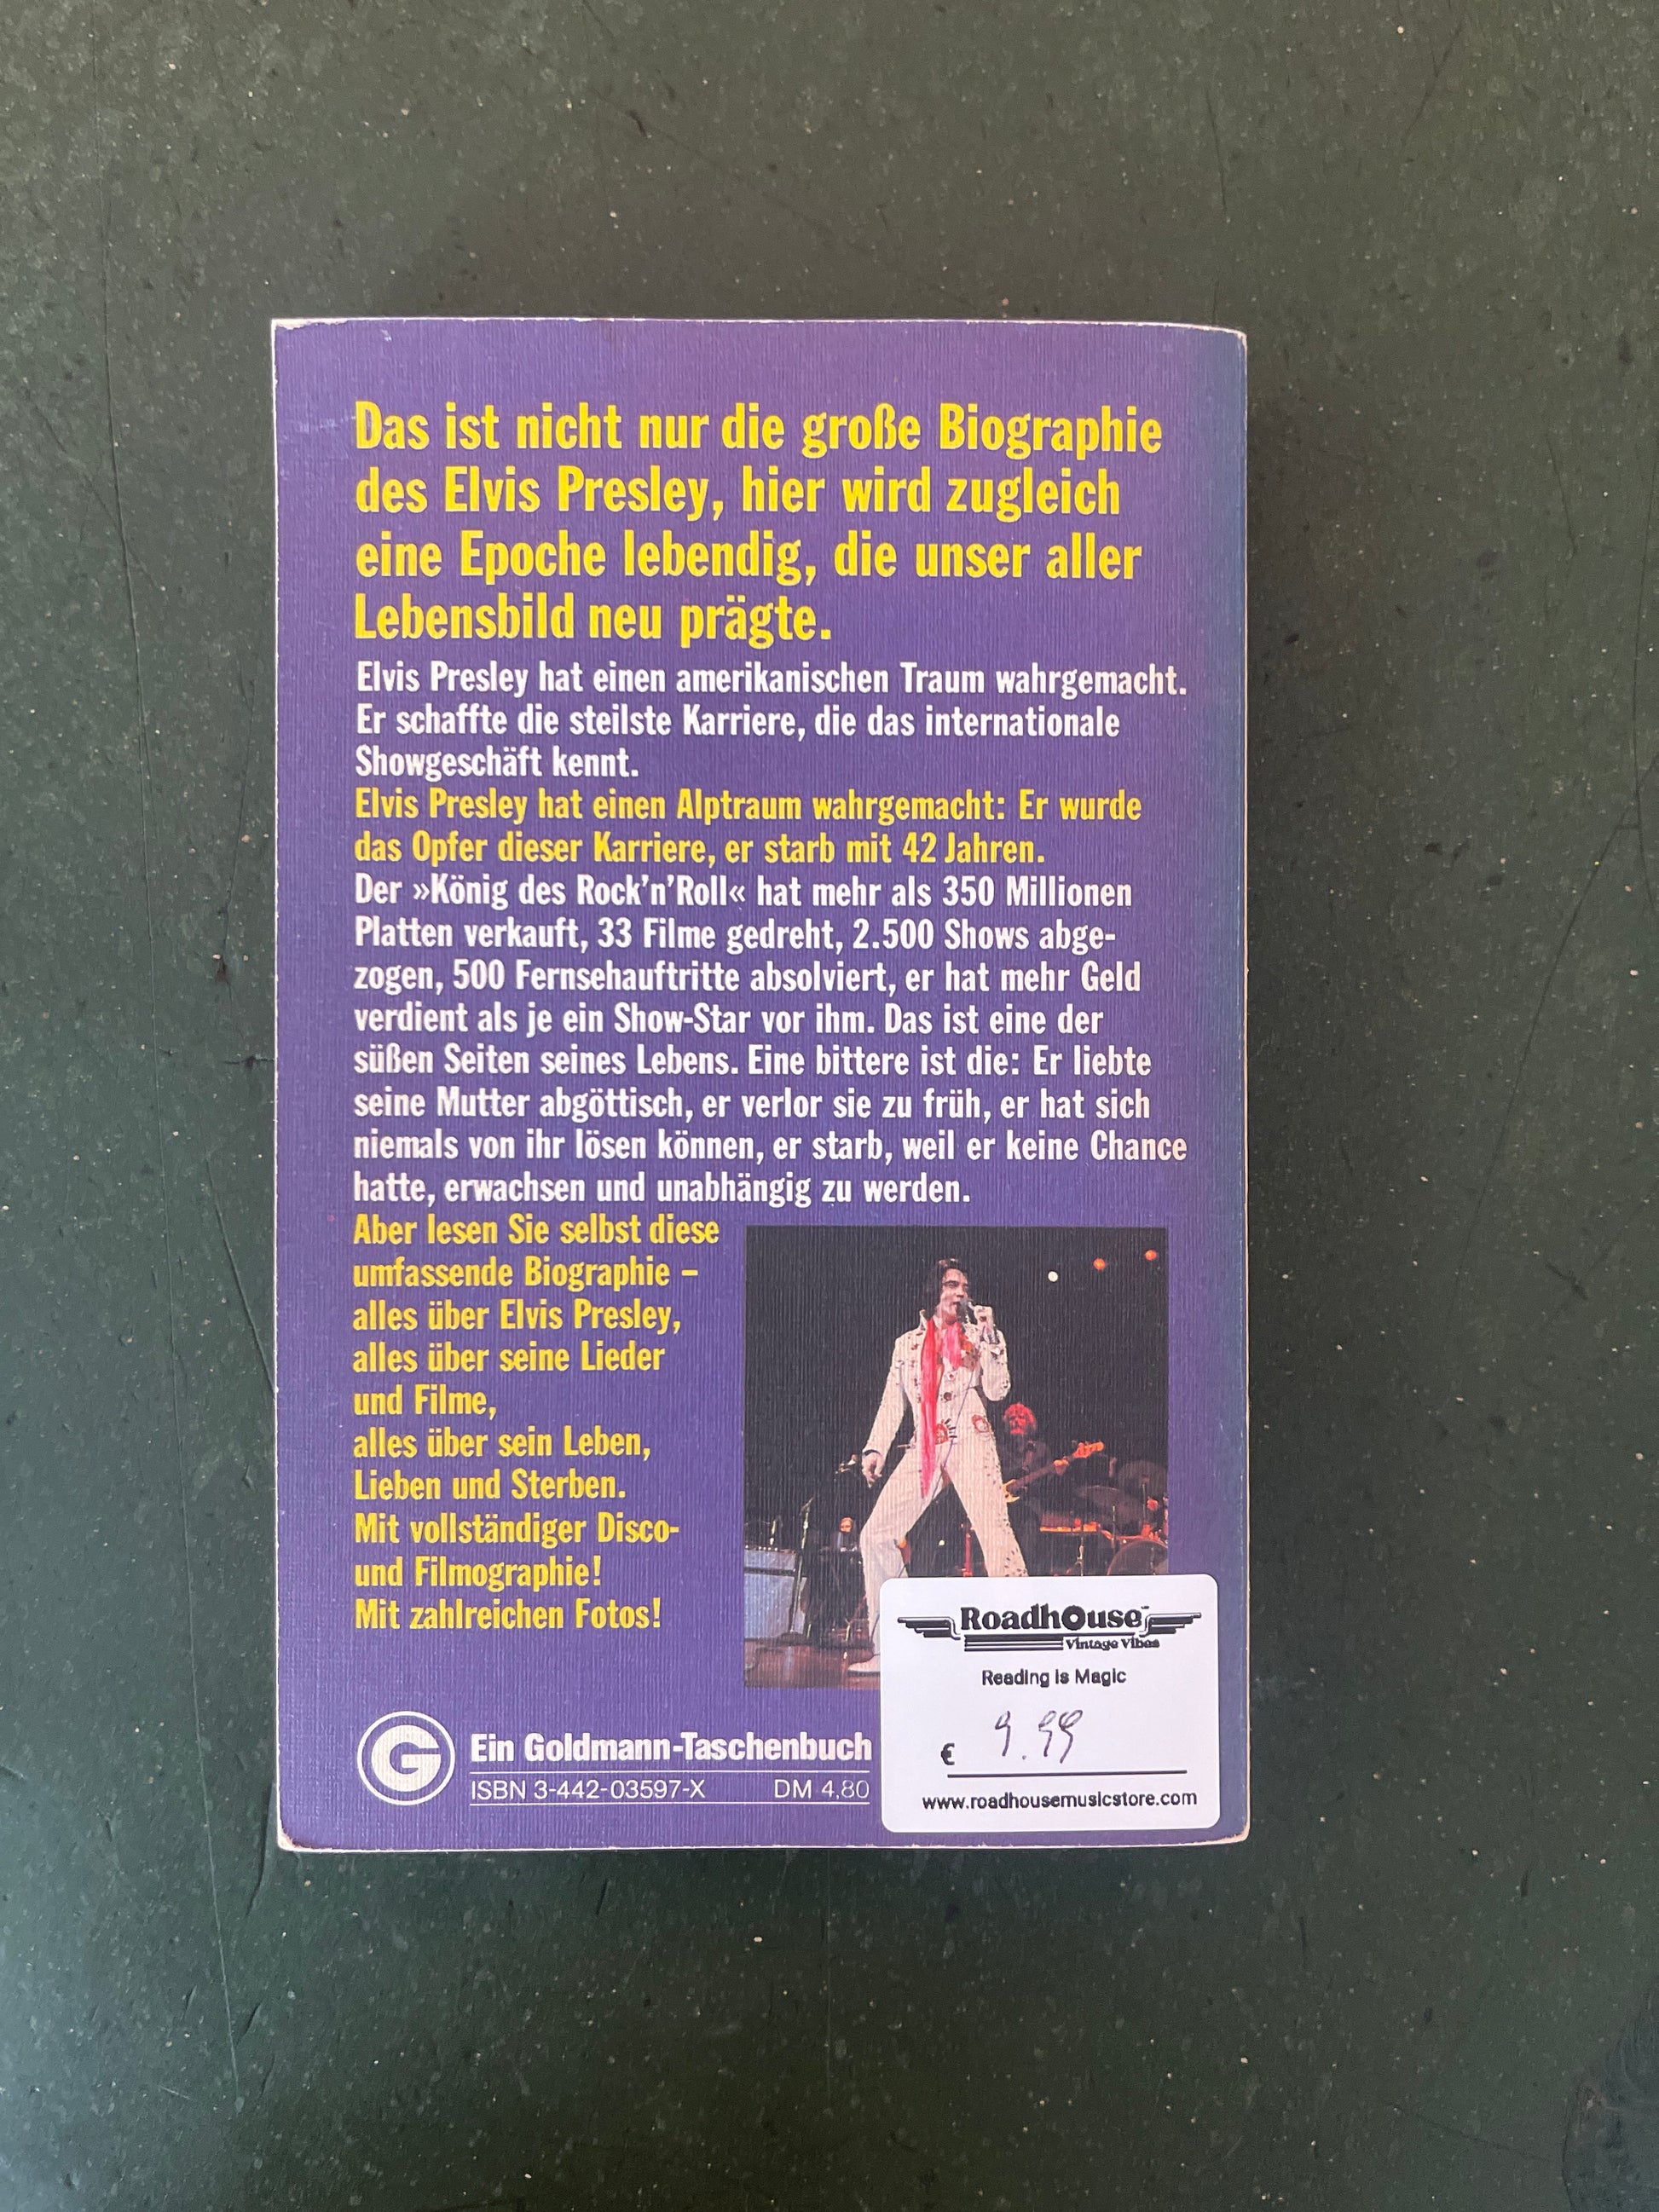 Das ist nicht nur die große Biographie
des Elvis Presley, hier wird zugleich
eine Epoche lebendig, die unser aller
Lebensbild neu prägte.
Elvis Presley hat einen amerikanischen Traum wahrgemacht.
Er schaffte die steilste Karriere, die das internationale
Showgeschäft kennt.
Elvis Presley hat einen Alptraum wahrgemacht: Er wurde
das Opfer dieser Karriere, er starb mit 42 Jahren.
Der »König des Rock'n'Roll« hat mehr als 350 Millionen
Platten verkauft, 33 Filme gedreht, 2.500 Shows abge-
zogen, 500 Fernsehauftritte absolviert, er hat mehr Geld
verdient als je ein Show-Star vor ihm. Das ist eine der
süßen Seiten seines Lebens. Eine bittere ist die: Er liebte
seine Mutter abgöttisch, er verlor sie zu früh, er hat sich
niemals von ihr lösen können, er starb, weil er keine Chance
hatte, erwachsen und unabhängig zu werden.
Aber lesen Sie selbst diese
umfassende Biographie –
alles über Elvis Presley,
alles über seine Lieder
und Filme,
alles über sein Leben,
Lieben und Sterben.
Mit vollständiger Disco-
und Filmographie!
Mit zahlreichen Fotos!
G
Ein Goldmann-Taschenbuch
ISBN 3-442-03597-X DM 4,80
Roadhouse™
Vintage Vibes
Reading is Magic
€ 9.99
www.roadhousemusicstore.com